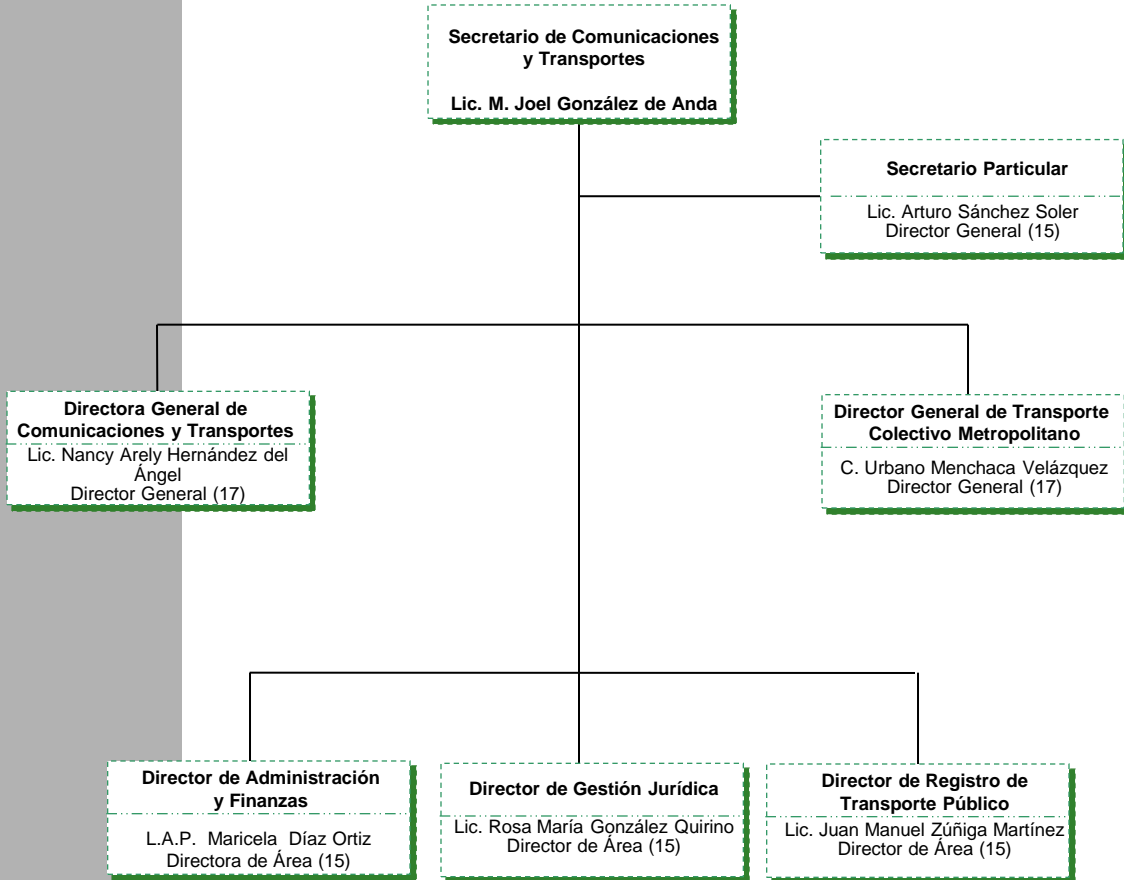 Secretario de Comunicaciones
y Transportes
Lic. M. Joel González de Anda
Secretario Particular
Lic. Arturo Sánchez Soler
Director General (15)
Directora General de
Comunicaciones y Transportes
Lic. Nancy Arely Hernández del
Ángel
Director General (17)
Director General de Transporte
Colectivo Metropolitano
C. Urbano Menchaca Velázquez
Director General (17)
Director de Administración
y Finanzas
L.A.P. Maricela Díaz Ortiz
Directora de Área (15)
Director de Gestión Jurídica
Lic. Rosa María González Quirino
Director de Área (15)
Director de Registro de
Transporte Público
Lic. Juan Manuel Zúñiga Martínez
Director de Área (15)